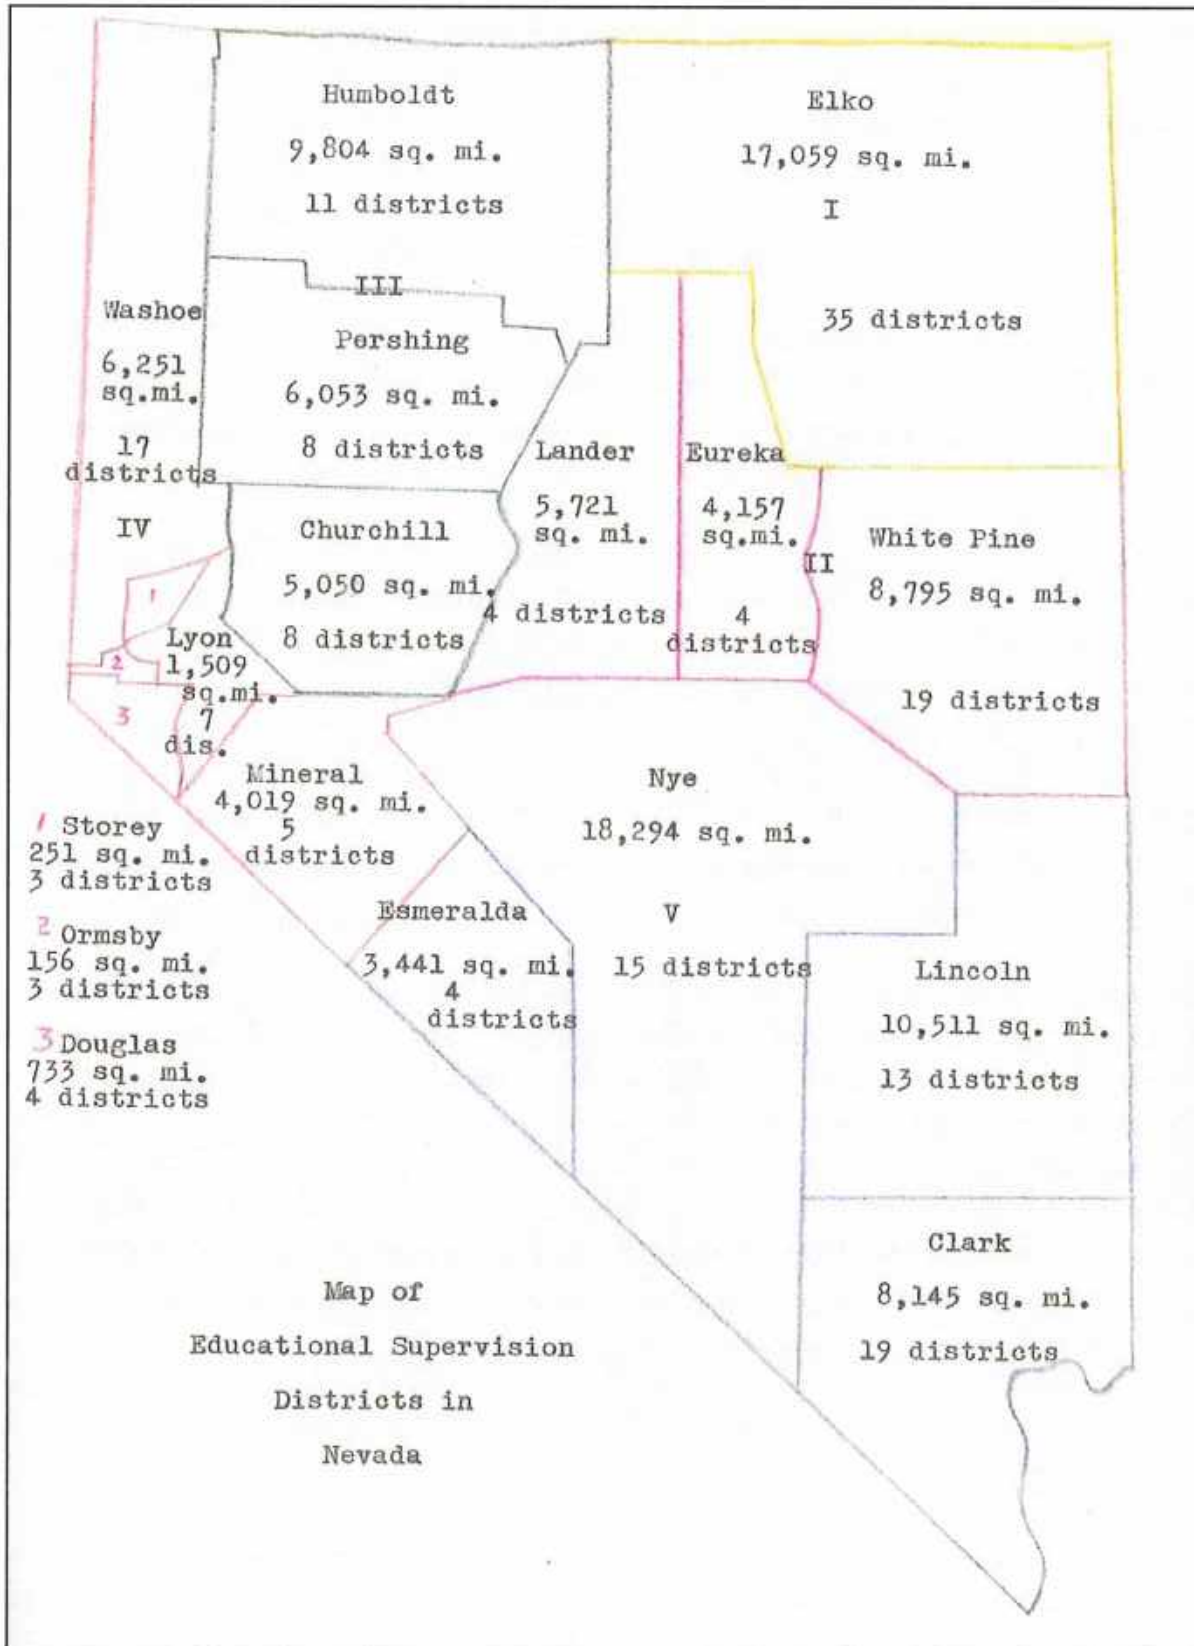 Humboldt
9,804 sq. mi.
11 districts
Elko
17,059 sq. mi.
I
35 districts
III
Washoe
6,251
sq.mi.
17
districts
IV
Pershing
6,053 sq. mi.
8 districts
Lander
5,721
sq. mi.
4 districts
Eureka
4,157
sq.mi.
4
districts
II
White Pine
8,795 sq. mi.
19 districts
Churchill
5,050 sq. mi.
8 districts
1
2
3
Lyon
1,509
sq.mi.
7
dis.
Mineral
4,019 sq. mi.
5
districts
Nye
18,294 sq. mi.
V
15 districts
1 Storey
251 sq. mi.
3 districts
2 Ormsby
156 sq. mi.
3 districts
3 Douglas
733 sq. mi.
4 districts
Esmeralda
3,441 sq. mi.
4
districts
Lincoln
10,511 sq. mi.
13 districts
Clark
8,145 sq. mi.
19 districts
Map of
Educational Supervision
Districts in
Nevada